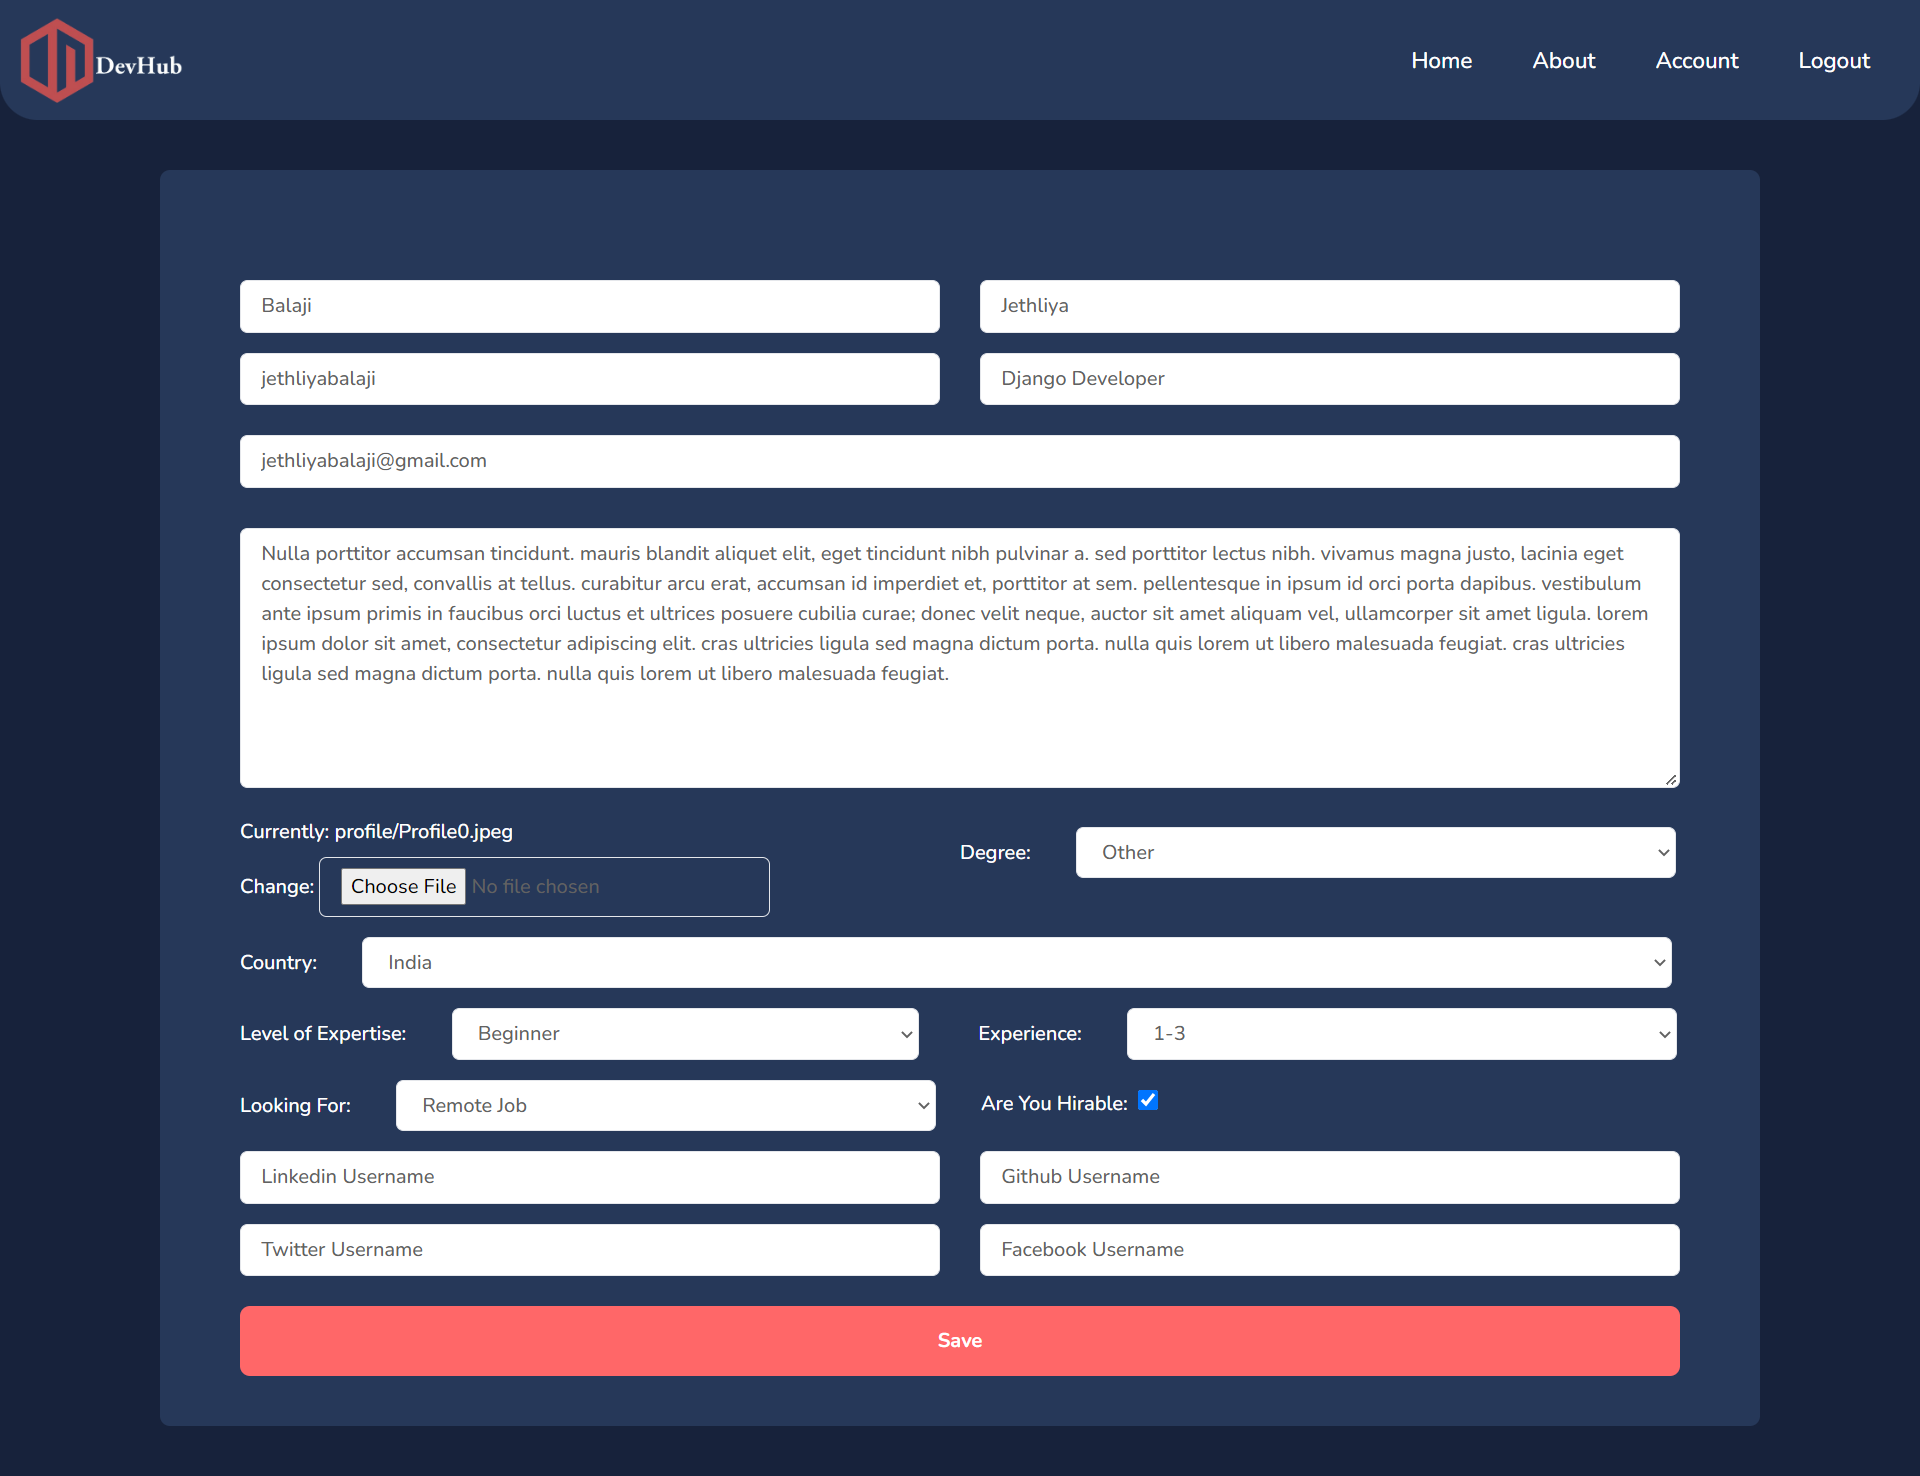 DevHub
Home About Account Logout
Balaji Jethliya
jethliyabalaji Django Developer
jethliyabalaji@gmail.com
Nulla porttitor accumsan tincidunt. mauris blandit aliquet elit, eget tincidunt nibh pulvinar a. sed porttitor lectus nibh. vivamus magna justo, lacinia eget
consectetur sed, convallis at tellus. curabitur arcu erat, accumsan id imperdiet et, porttitor at sem. pellentesque in ipsum id orci porta dapibus. vestibulum
ante ipsum primis in faucibus orci luctus et ultrices posuere cubilia curae; donec velit neque, auctor sit amet aliquam vel, ullamcorper sit amet ligula. lorem
ipsum dolor sit amet, consectetur adipiscing elit. cras ultricies ligula sed magna dictum porta. nulla quis lorem ut libero malesuada feugiat. cras ultricies
ligula sed magna dictum porta. nulla quis lorem ut libero malesuada feugiat.
Currently: profile/Profile0.jpeg
Change: Choose File No file chosen
Degree: Other
Country: India
Level of Expertise: Beginner Experience: 1-3
Looking For: Remote Job Are You Hirable:
Linkedin Username Github Username
Twitter Username Facebook Username
Save